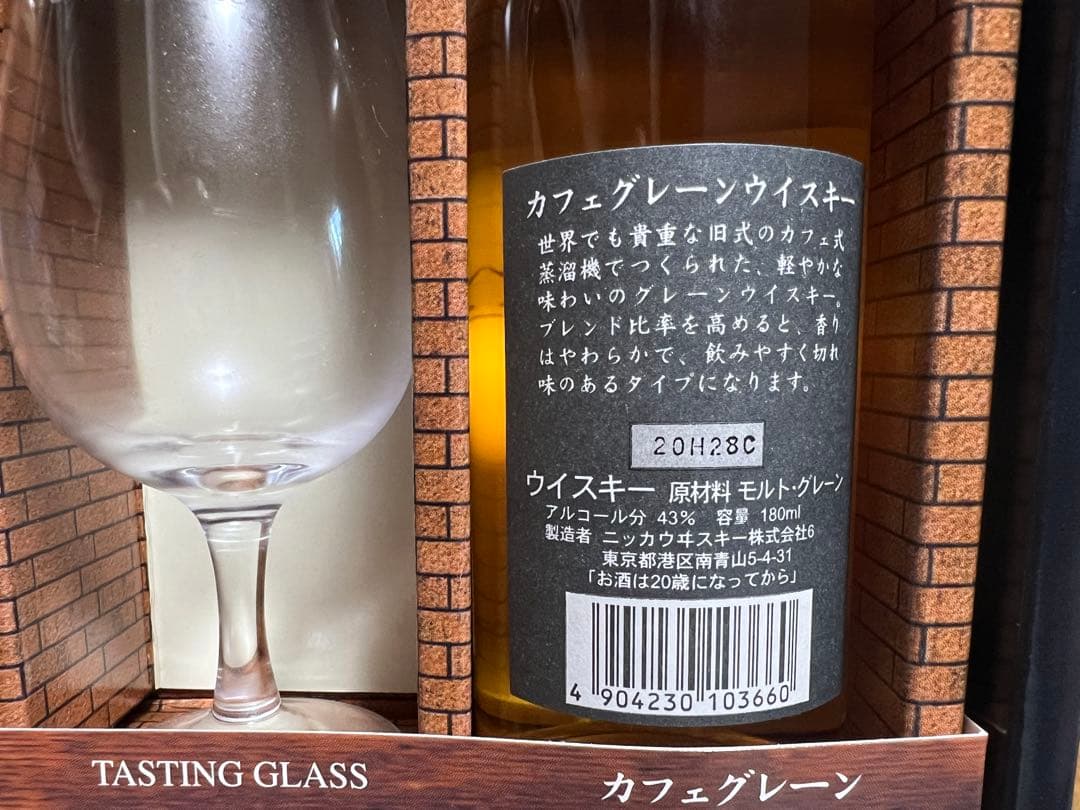 カフェグレーンウイスキー
世界でも貴重な旧式のカフェ式
蒸溜機でつくられた、軽やかな
味わいのグレーンウイスキー。
ブレンド比率を高めると、香り
はやわらかで、飲みやすく切れ
味のあるタイプになります。
20H28C
ウイスキー 原材料 モルト・グレーン
アルコール分 43% 容量 180ml
製造者 ニッカウヰスキー株式会社6
東京都港区南青山5-4-31
「お酒は20歳になってから」
4 904230 103660
TASTING GLASS
カフェグレーン